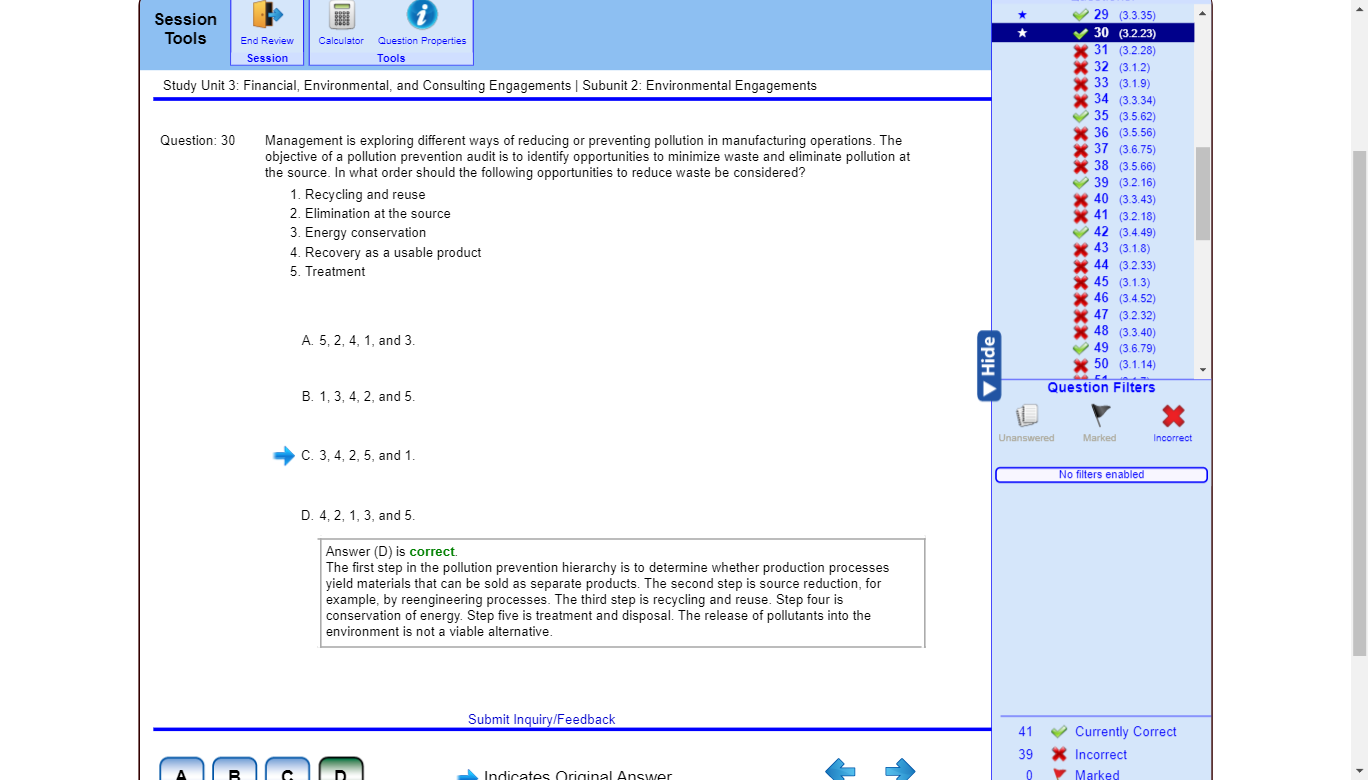 Session
Tools
End Review
Session
Calculator
Question Properties
Tools
Study Unit 3: Financial, Environmental, and Consulting Engagements | Subunit 2: Environmental Engagements
Question: 30
Management is exploring different ways of reducing or preventing pollution in manufacturing operations. The
objective of a pollution prevention audit is to identify opportunities to minimize waste and eliminate pollution at
the source. In what order should the following opportunities to reduce waste be considered?
1. Recycling and reuse
2. Elimination at the source
3. Energy conservation
4. Recovery as a usable product
5. Treatment
A. 5, 2, 4, 1, and 3.
B. 1, 3, 4, 2, and 5.
C. 3, 4, 2, 5, and 1.
D. 4, 2, 1, 3, and 5.
Answer (D) is correct.
The first step in the pollution prevention hierarchy is to determine whether production processes
yield materials that can be sold as separate products. The second step is source reduction, for
example, by reengineering processes. The third step is recycling and reuse. Step four is
conservation of energy. Step five is treatment and disposal. The release of pollutants into the
environment is not a viable alternative.
Submit Inquiry/Feedback
A B C D
Indicates Original Answer
29 (3.3.35)
30 (3.2.23)
31 (3.2.28)
32 (3.1.2)
33 (3.1.9)
34 (3.3.34)
35 (3.5.62)
36 (3.5.56)
37 (3.6.75)
38 (3.5.66)
39 (3.2.16)
40 (3.3.43)
41 (3.2.18)
42 (3.4.49)
43 (3.1.8)
44 (3.2.33)
45 (3.1.3)
46 (3.4.52)
47 (3.2.32)
48 (3.3.40)
49 (3.6.79)
50 (3.1.14)
Hide
Question Filters
Unanswered
Marked
Incorrect
No filters enabled
41 Currently Correct
39 Incorrect
0 Marked